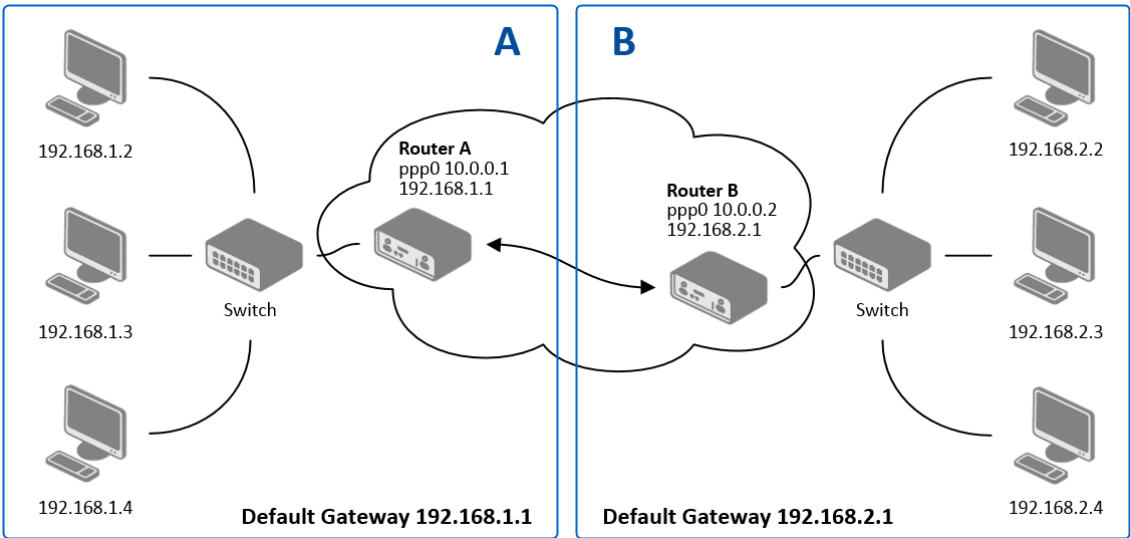 A
B
192.168.1.2
Router A
ppp0 10.0.0.1
192.168.1.1
Router B
ppp0 10.0.0.2
192.168.2.1
192.168.2.2
192.168.1.3
Switch
Switch
192.168.2.3
192.168.1.4
Default Gateway 192.168.1.1
Default Gateway 192.168.2.1
192.168.2.4